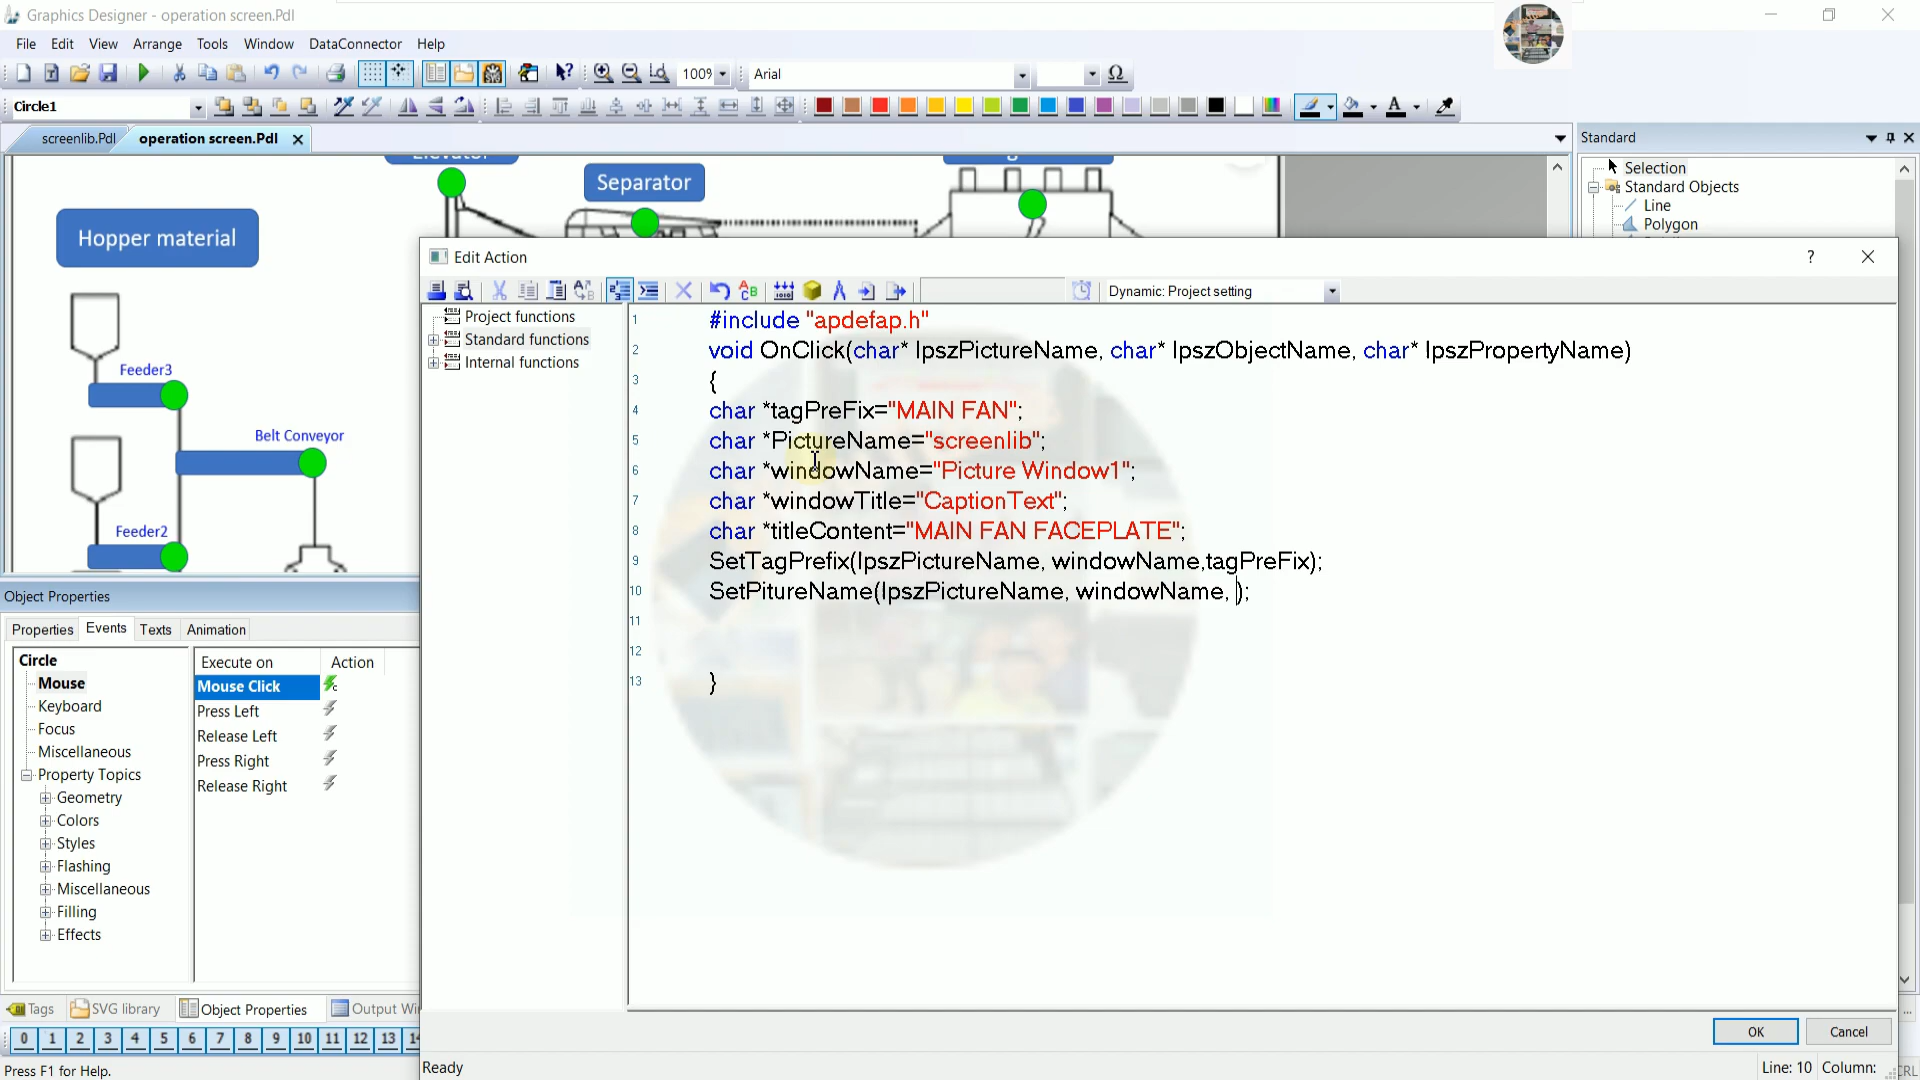 Graphics Designer - operation screen.Pdl
File Edit View Arrange Tools Window DataConnector Help
100% Arial Ω
Circle1
screenlib.Pdl operation screen.Pdl
Standard
Selection
Standard Objects
Line
Polygon
Elevator
Separator
Hopper material
Feeder3
Belt Conveyor
Feeder2
Edit Action
Dynamic: Project setting
Project functions
Standard functions
Internal functions
1 #include "apdefap.h"
2 void OnClick(char* lpszPictureName, char* lpszObjectName, char* lpszPropertyName)
3 {
4 char *tagPreFix="MAIN FAN";
5 char *PictureName="screenlib";
6 char *windowName="Picture Window1";
7 char *windowTitle="CaptionText";
8 char *titleContent="MAIN FAN FACEPLATE";
9 SetTagPrefix(lpszPictureName, windowName,tagPreFix);
10 SetPitureName(lpszPictureName, windowName, );
11
12
13 }
Object Properties
Properties Events Texts Animation
Circle
Mouse
Keyboard
Focus
Miscellaneous
Property Topics
Geometry
Colors
Styles
Flashing
Miscellaneous
Filling
Effects
Execute on Action
Mouse Click
Press Left
Release Left
Press Right
Release Right
Tags SVG library Object Properties Output Wi
0 1 2 3 4 5 6 7 8 9 10 11 12 13
OK Cancel
Press F1 for Help.
Ready
Line: 10 Column: